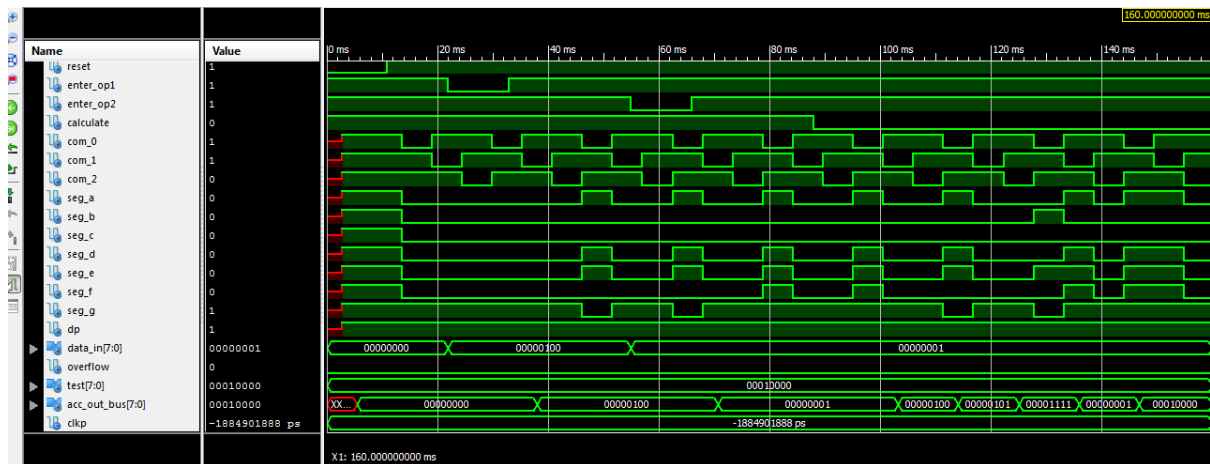 160.000000000 ms
Name Value
0 ms 20 ms 40 ms 60 ms 80 ms 100 ms 120 ms 140 ms
reset 1
enter_op1 1
enter_op2 1
calculate 0
com_0 1
com_1 1
com_2 0
seg_a 0
seg_b 0
seg_c 0
seg_d 0
seg_e 0
seg_f 0
seg_g 1
dp 1
data_in[7:0] 00000001 00000000 00000100 00000001
overflow 0
test[7:0] 00010000 00010000
acc_out_bus[7:0] 00010000 XX... 00000000 00000100 00000001 00000100 00000101 00001111 00000001 00010000
clkp -1884901888 ps -1884901888 ps
X1: 160.000000000 ms